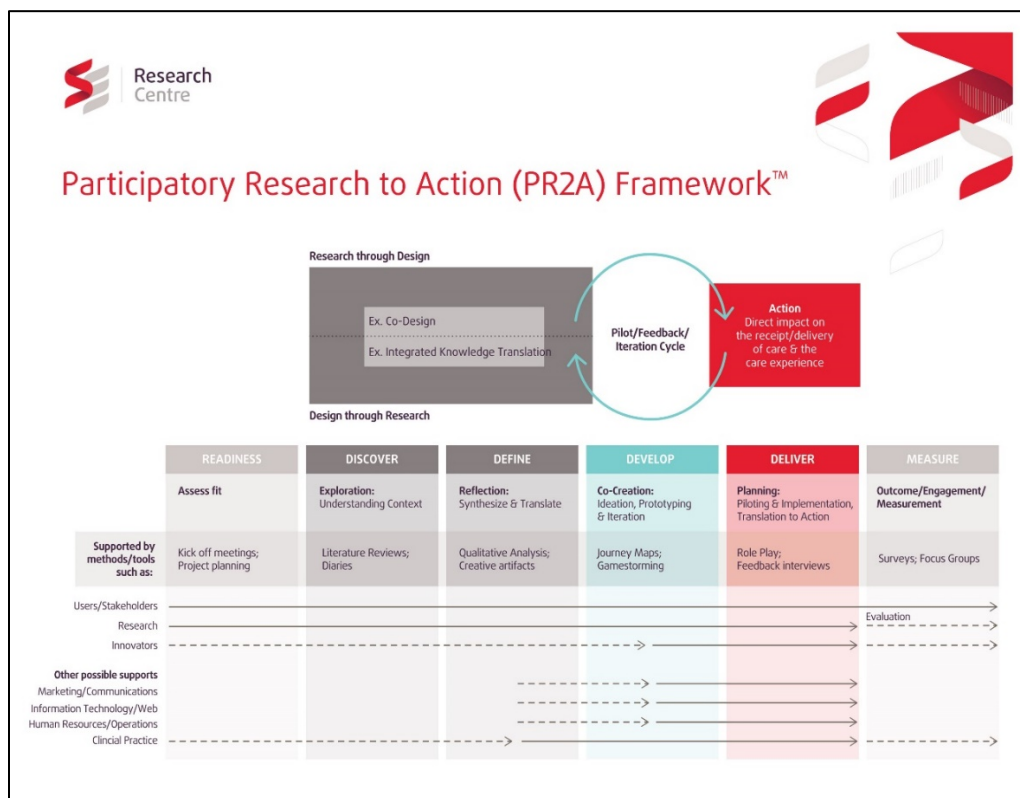 Research
Centre
Participatory Research to Action (PR2A) Framework™
Research through Design
Ex. Co-Design
Ex. Integrated Knowledge Translation
Design through Research
Pilot/Feedback/
Iteration Cycle
Action
Direct impact on
the receipt/delivery
of care & the
care experience
READINESS DISCOVER DEFINE DEVELOP DELIVER MEASURE
Assess fit
Exploration:
Understanding Context
Reflection:
Synthesize & Translate
Co-Creation:
Ideation, Prototyping
& Iteration
Planning:
Piloting & Implementation,
Translation to Action
Outcome/Engagement/
Measurement
Supported by
methods/tools
such as:
Kick off meetings;
Project planning
Literature Reviews;
Diaries
Qualitative Analysis;
Creative artifacts
Journey Maps;
Gamestorming
Role Play;
Feedback interviews
Surveys; Focus Groups
Users/Stakeholders
Evaluation
Research
Innovators
Other possible supports
Marketing/Communications
Information Technology/Web
Human Resources/Operations
Clincial Practice